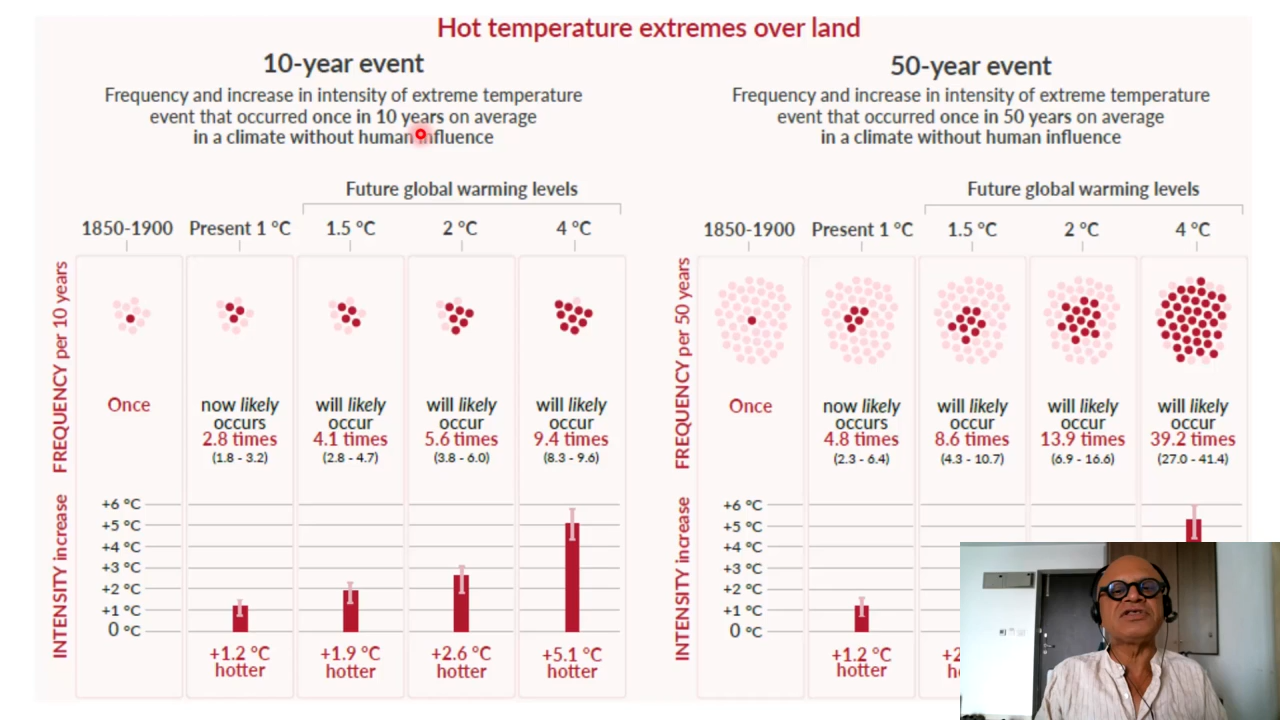 Hot temperature extremes over land
10-year event
Frequency and increase in intensity of extreme temperature
event that occurred once in 10 years on average
in a climate without human influence
Future global warming levels
1850-1900 Present 1 °C 1.5 °C 2 °C 4 °C
FREQUENCY per 10 years
Once
now likely
occurs
2.8 times
(1.8 - 3.2)
will likely
occur
4.1 times
(2.8 - 4.7)
will likely
occur
5.6 times
(3.8 - 6.0)
will likely
occur
9.4 times
(8.3 - 9.6)
INTENSITY increase
+6 °C
+5 °C
+4 °C
+3 °C
+2 °C
+1 °C
0 °C
+1.2 °C
hotter
+1.9 °C
hotter
+2.6 °C
hotter
+5.1 °C
hotter
50-year event
Frequency and increase in intensity of extreme temperature
event that occurred once in 50 years on average
in a climate without human influence
Future global warming levels
1850-1900 Present 1 °C 1.5 °C 2 °C 4 °C
FREQUENCY per 50 years
Once
now likely
occurs
4.8 times
(2.3 - 6.4)
will likely
occur
8.6 times
(4.3 - 10.7)
will likely
occur
13.9 times
(6.9 - 16.6)
will likely
occur
39.2 times
(27.0 - 41.4)
INTENSITY increase
+6 °C
+5 °C
+4 °C
+3 °C
+2 °C
+1 °C
0 °C
+1.2 °C
hotter